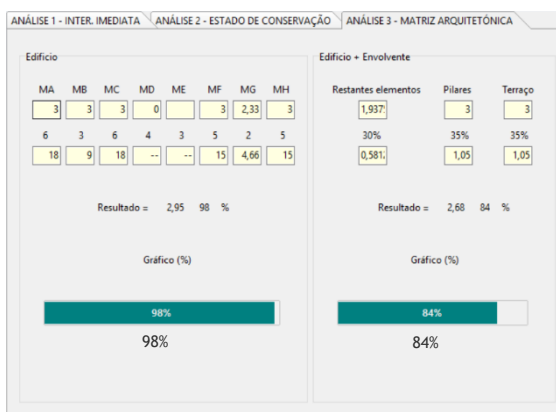 ANÁLISE 1 - INTER. IMEDIATA ANÁLISE 2 - ESTADO DE CONSERVAÇÃO ANÁLISE 3 - MATRIZ ARQUITETÓNICA
Edifício
MA MB MC MD ME MF MG MH
3 3 3 0 3 2,33 3
6 3 6 4 3 5 2 5
18 9 18 -- -- 15 4,66 15
Resultado = 2,95 98 %
Gráfico (%)
98%
98%
Edifício + Envolvente
Restantes elementos Pilares Terraço
1,937 3 3
30% 35% 35%
0,581 1,05 1,05
Resultado = 2,68 84 %
Gráfico (%)
84%
84%